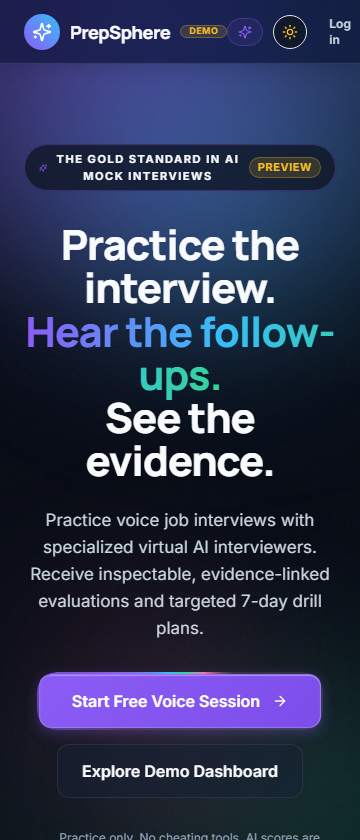 PrepSphere DEMO Log in
THE GOLD STANDARD IN AI
MOCK INTERVIEWS
PREVIEW
Practice the
interview.
Hear the follow-
ups.
See the
evidence.
Practice voice job interviews with
specialized virtual AI interviewers.
Receive inspectable, evidence-linked
evaluations and targeted 7-day drill
plans.
Start Free Voice Session →
Explore Demo Dashboard
Practice only. No cheating tools. AI scores are